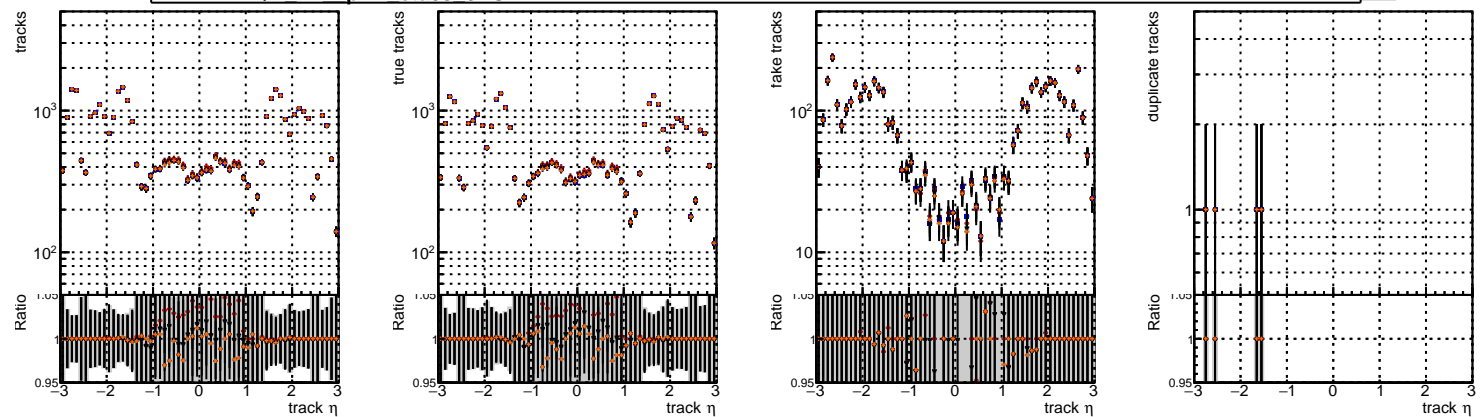 tracks
10³
10²
Ratio
1.05
1
0.95
−3 −2 −1 0 1 2 3
track η
true tracks
10³
10²
Ratio
1.05
1
0.95
−3 −2 −1 0 1 2 3
track η
fake tracks
10²
10
Ratio
1.05
1
0.95
−3 −2 −1 0 1 2 3
track η
duplicate tracks
1
Ratio
1.05
1
0.95
−3 −2 −1 0 1 2 3
track η